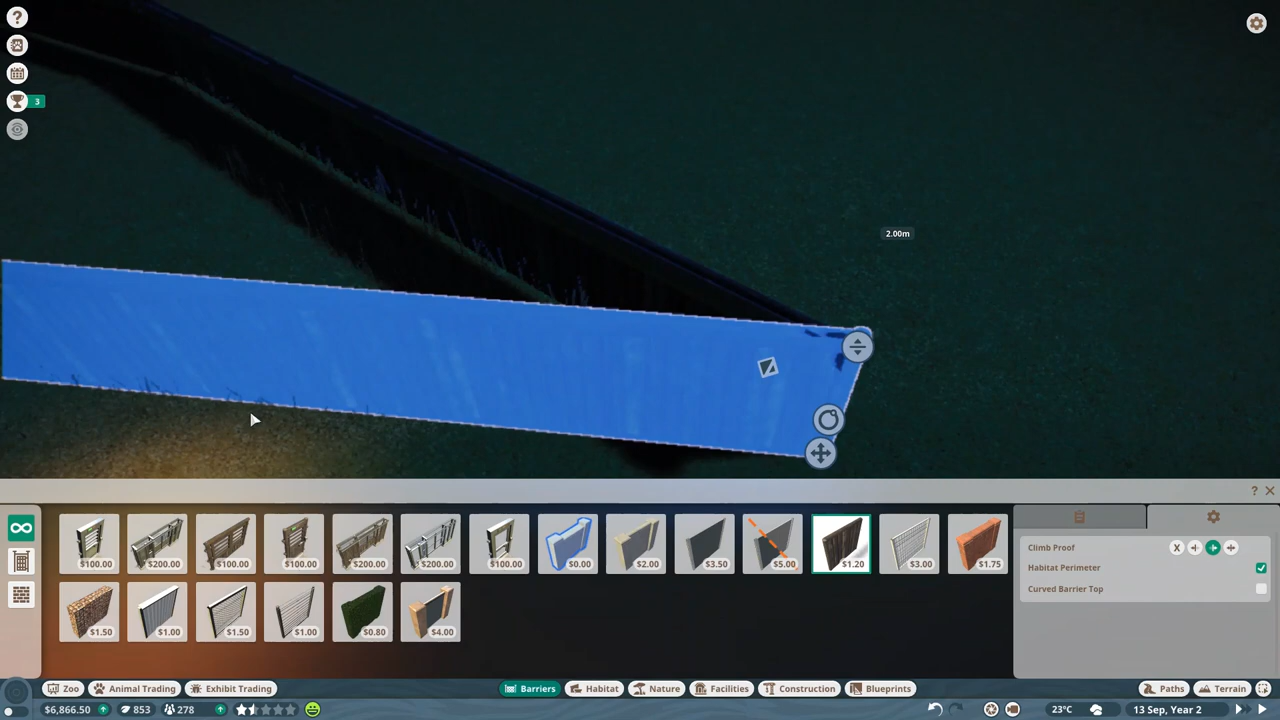 ?
3
2.00m
?
$100.00 $200.00 $100.00 $100.00 $200.00 $200.00 $100.00 $0.00 $2.00 $3.50 $5.00 $1.20 $3.00 $1.75
$1.50 $1.00 $1.50 $1.00 $0.80 $4.00
Climb Proof X
Habitat Perimeter
Curved Barrier Top
Zoo Animal Trading Exhibit Trading Barriers Habitat Nature Facilities Construction Blueprints Paths Terrain
$6,866.50 853 278 23°C 13 Sep, Year 2